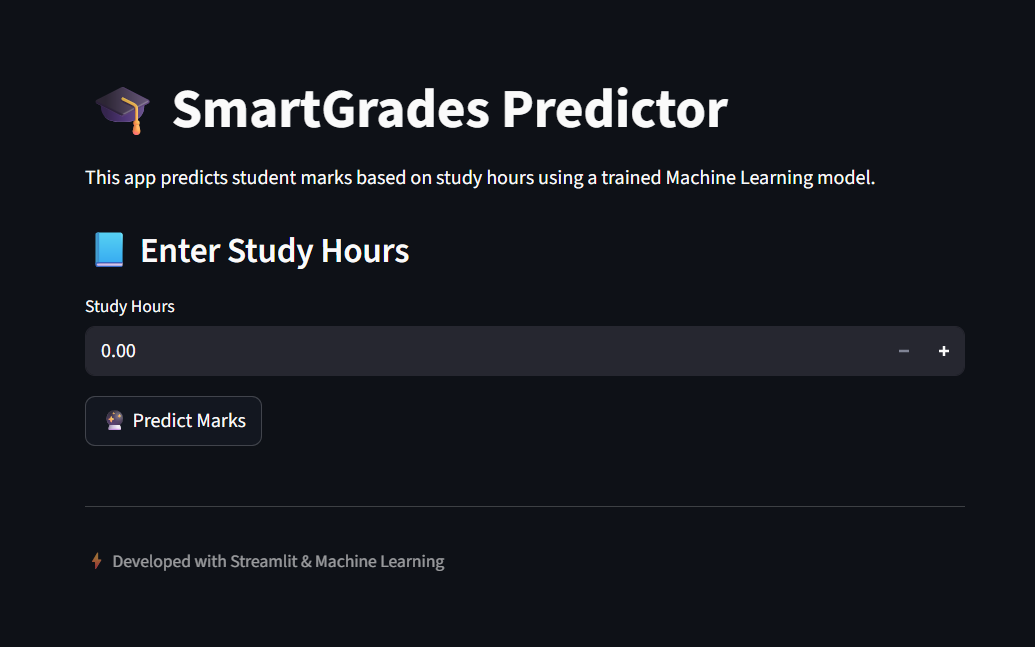 SmartGrades Predictor
This app predicts student marks based on study hours using a trained Machine Learning model.
Enter Study Hours
Study Hours
0.00
Predict Marks
Developed with Streamlit & Machine Learning